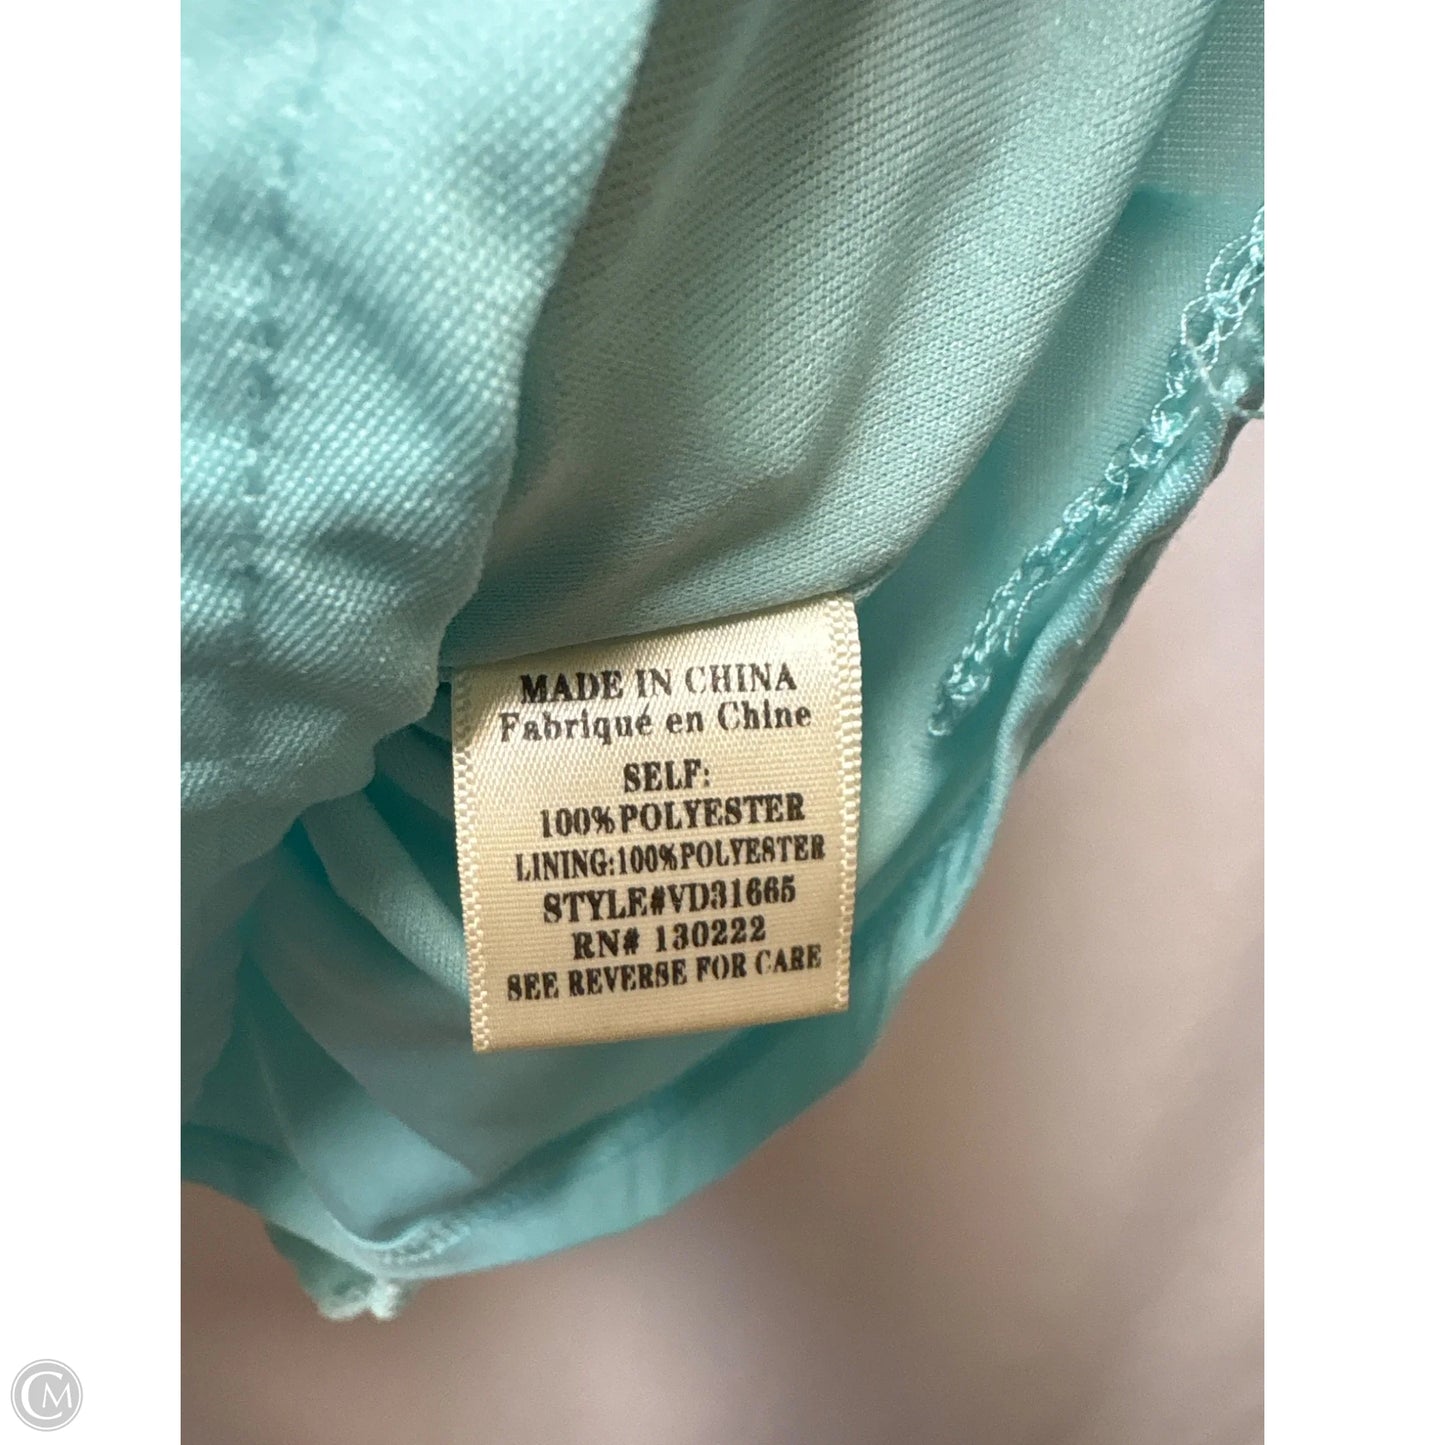 MADE IN CHINA
Fabriqué en Chine
SELF:
100%POLYESTER
LINING:100%POLYESTER
STYLE#VD31665
RN# 130222
SEE REVERSE FOR CARE
CM